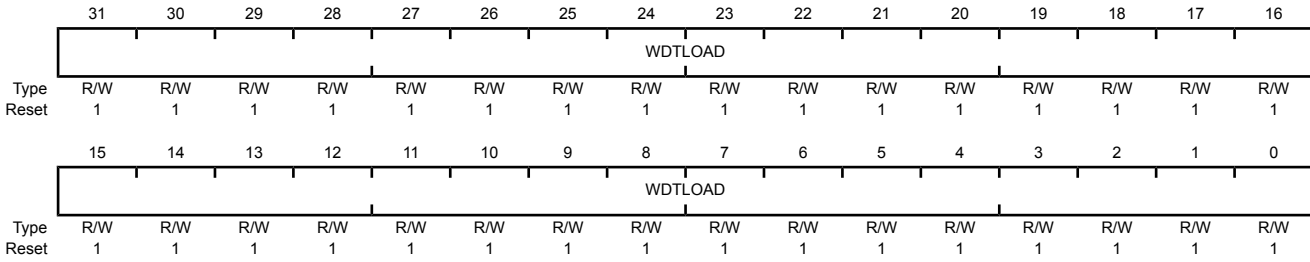 31 30 29 28 27 26 25 24 23 22 21 20 19 18 17 16
WDTLOAD
Type R/W R/W R/W R/W R/W R/W R/W R/W R/W R/W R/W R/W R/W R/W R/W R/W
Reset 1 1 1 1 1 1 1 1 1 1 1 1 1 1 1 1
15 14 13 12 11 10 9 8 7 6 5 4 3 2 1 0
WDTLOAD
Type R/W R/W R/W R/W R/W R/W R/W R/W R/W R/W R/W R/W R/W R/W R/W R/W
Reset 1 1 1 1 1 1 1 1 1 1 1 1 1 1 1 1